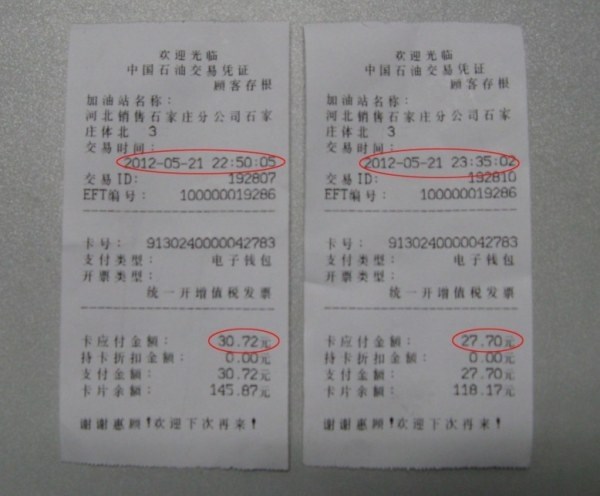 欢迎光临
中国石油交易凭证
顾客存根
加油站名称：
河北销售石家庄分公司石家
庄体北 3
交易时间：
2012-05-21 22:50:05
交易ID： 192807
EFT编号： 100000019286
卡号： 9130240000042783
支付类型： 电子钱包
开票类型：
统一开增值税发票
卡应付金额： 30.72元
持卡折扣金额： 0.00元
支付金额： 30.72元
卡片余额： 145.87元
谢谢惠顾！欢迎下次再来！
欢迎光临
中国石油交易凭证
顾客存根
加油站名称：
河北销售石家庄分公司石家
庄体北 3
交易时间：
2012-05-21 23:35:02
交易ID： 192810
EFT编号： 100000019286
卡号： 9130240000042783
支付类型： 电子钱包
开票类型：
统一开增值税发票
卡应付金额： 27.70元
持卡折扣金额： 0.00元
支付金额： 27.70元
卡片余额： 118.17元
谢谢惠顾！欢迎下次再来！